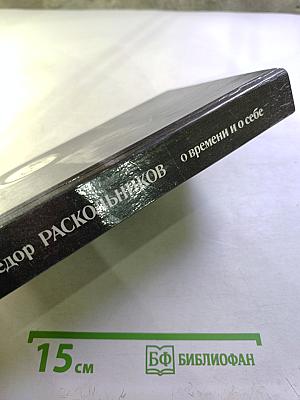 едор РАСКОЛЬНИКОВ о времени и о себе
15 см
БФ БИБЛИОФАН